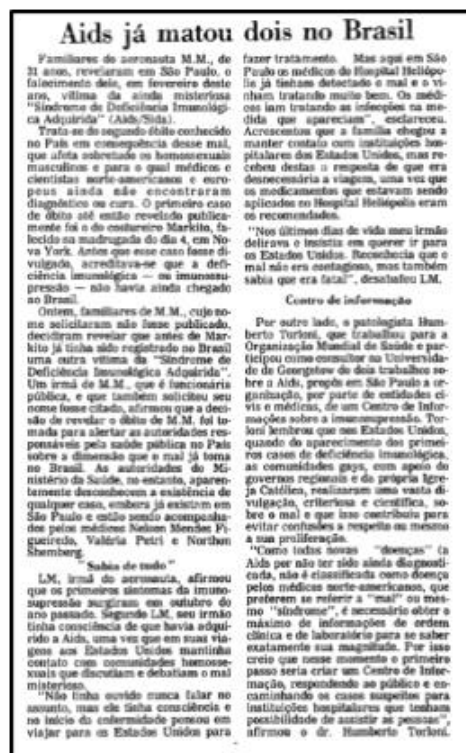 Aids já matou dois no Brasil
Familiares do aeronauta M.M., de
31 anos, revelaram em São Paulo, o
falecimento dele, em fevereiro deste
ano, vítima da ainda misteriosa
"Síndrome de Deficiência Imunológi-
ca Adquirida" (Aids/Sida).
Trata-se do segundo óbito conhecido
no País em conseqüência desse mal,
que afeta sobretudo os homossexuais
masculinos e para o qual médicos e
cientistas norte-americanos e euro-
peus ainda não encontraram
diagnóstico ou cura. O primeiro caso
de óbito até então revelado publica-
mente foi o do costureiro Markito, fa-
lecido na madrugada do dia 4, em No-
va York. Antes que esse caso fosse di-
vulgado, acreditava-se que a defi-
ciência imunológica — ou imunossu-
pressão — não havia ainda chegado
ao Brasil.
Ontem, familiares de M.M., cujo no-
me solicitaram não fosse publicado,
decidiram revelar que antes de Mar-
kito já tinha sido registrado no Brasil
uma outra vítima da "Síndrome de
Deficiência Imunológica Adquirida".
Um irmã de M.M., que é funcionária
pública, e que também solicitou seu
nome fosse citado, afirmou que a deci-
são de revelar o óbito de M.M. foi to-
mada para alertar as autoridades res-
ponsáveis pela saúde pública no País
sobre a dimensão que o mal já toma
no Brasil. As autoridades do Mi-
nistério da Saúde, no entanto, aparen-
temente desconhecem a existência de
qualquer caso, embora já existam em
São Paulo e estão sendo acompanha-
dos pelos médicos Nelson Mendes Fi-
gueiredo, Valéria Petri e Northon
Shemberg.
"Sabia de tudo"
LM, irmã do aeronauta, afirmou
que os primeiros sintomas da imuno-
supressão surgiram em outubro do
ano passado. Segundo LM, seu irmão
tinha consciência de que havia adqui-
rido a Aids, uma vez que em suas via-
gens aos Estados Unidos mantinha
contato com comunidades homosse-
xuais que discutiam e debatiam o mal
misterioso.
"Não tinha ouvido nunca falar no
assunto, mas ele tinha consciência e
no início da enfermidade pensou em
viajar para os Estados Unidos para
fazer tratamento. Mas aqui em São
Paulo os médicos do Hospital Heliópo-
lis já tinham detectado o mal e o vi-
nham tratando muito bem. Os médi-
cos iam tratando as infecções na me-
dida que apareciam", esclareceu.
Acrescentou que a família chegou a
manter contato com instituições hos-
pitalares dos Estados Unidos, mas re-
cebeu destas a resposta de que era
desnecessária a viagem, uma vez que
os medicamentos que estavam sendo
aplicados no Hospital Heliópolis eram
os recomendados.
"Nos últimos dias de vida meu irmão
delirava e insistia em querer ir para
os Estados Unidos. Reconhecia que o
mal não era contagioso, mas também
sabia que era fatal", desabafou LM.
Centro de informação
Por outro lado, o patologista Hum-
berto Torloni, que trabalhou para a
Organização Mundial de Saúde e par-
ticipou como consultor na Universida-
de de Georgetow de dois trabalhos so-
bre a Aids, propôs em São Paulo a or-
ganização, por parte de entidades ci-
vis e médicas, de um Centro de Infor-
mações sobre a imunossupressão. Tor-
loni lembrou que nos Estados Unidos,
quando do aparecimento dos primei-
ros casos de deficiência imunológica,
as comunidades gays, com apoio de
governos regionais e da própria Igre-
ja Católica, realizaram uma vasta di-
vulgação, criteriosa e científica, so-
bre o mal e que isso contribuiu para
evitar confusões a respeito ou mesmo
a sua proliferação.
"Como todas novas "doenças" (a
Aids por não ter sido ainda diagnosti-
cada, não é classificada como doença
pelos médicos norte-americanos, que
preferem se referir a "mal" ou mes-
mo "síndrome", é necessário obter o
máximo de informações de ordem
clínica e de laboratório para se saber
exatamente sua magnitude. Por isso
creio que nesse momento o primeiro
passo seria criar um Centro de Infor-
mação, respondendo ao público e en-
caminhando os casos suspeitos para
instituições hospitalares que tenham
possibilidade de assistir as pessoas",
afirmou o dr. Humberto Torloni.